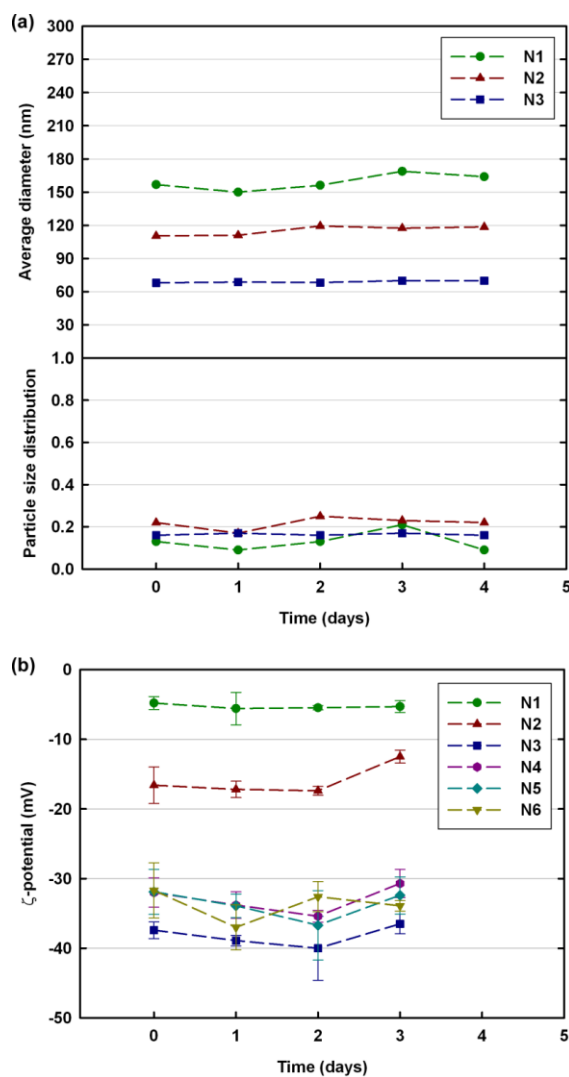 (a)
300
270
240
210
180
150
120
90
60
30
Average diameter (nm)
N1
N2
N3
1.0
0.8
0.6
0.4
0.2
0.0
Particle size distribution
0 1 2 3 4 5
Time (days)
(b)
0
-10
-20
-30
-40
-50
ζ-potential (mV)
N1
N2
N3
N4
N5
N6
0 1 2 3 4 5
Time (days)